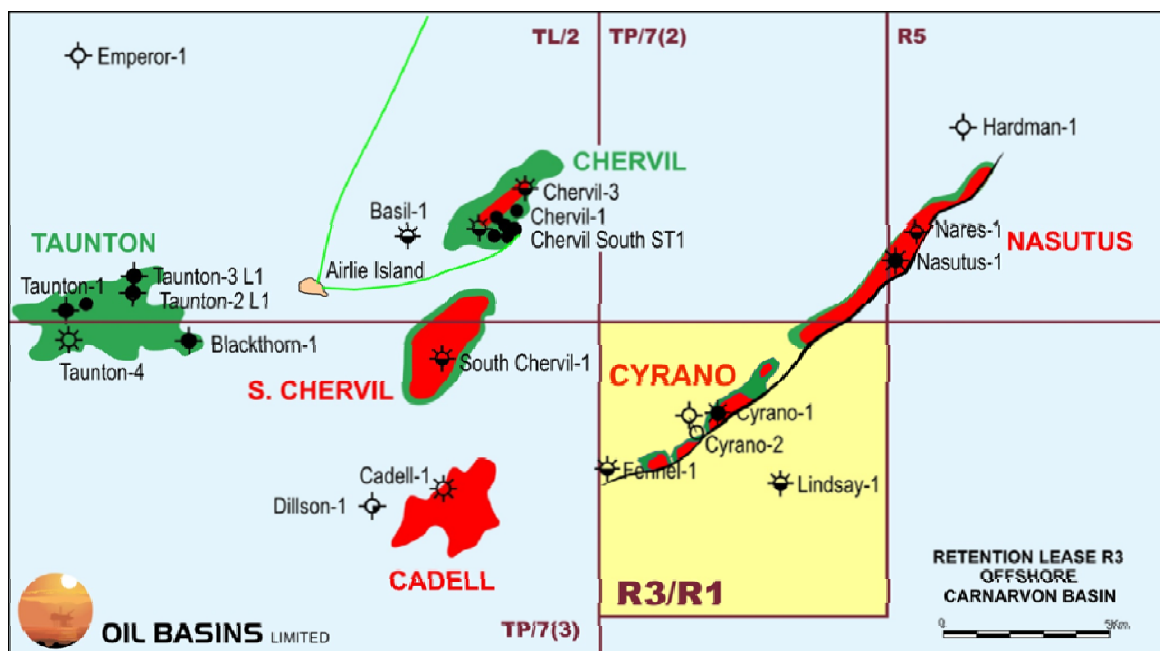 TL/2
TP/7(2)
R5
Emperor-1
Hardman-1
CHERVIL
Chervil-3
Basil-1
Chervil-1
Chervil South ST1
Nares-1
NASUTUS
Nasutus-1
TAUNTON
Airlie Island
Taunton-1
Taunton-3 L1
Taunton-2 L1
Blackthorn-1
Taunton-4
South Chervil-1
S. CHERVIL
CYRANO
Cyrano-1
Cyrano-2
Fennel-1
Lindsay-1
Cadell-1
Dillson-1
CADELL
R3/R1
TP/7(3)
RETENTION LEASE R3
OFFSHORE
CARNARVON BASIN
0 5Km.
OIL BASINS LIMITED